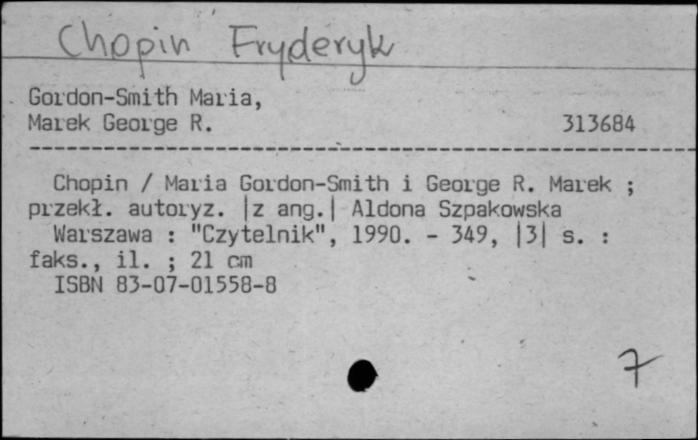 Chopin Fryderyk
Gordon-Smith Maria,
Marek George R. 313684
Chopin / Maria Gordon-Smith i George R. Marek ;
przekł. autoryz. |z ang.| Aldona Szpakowska
Warszawa : "Czytelnik", 1990. - 349, |3| s. :
faks., il. ; 21 cm
ISBN 83-07-01558-8
7